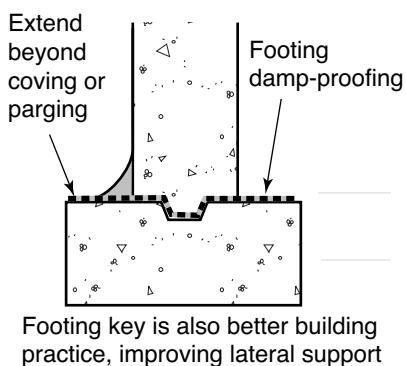 Extend
beyond
coving or
parging
Footing
damp-proofing
Footing key is also better building
practice, improving lateral support